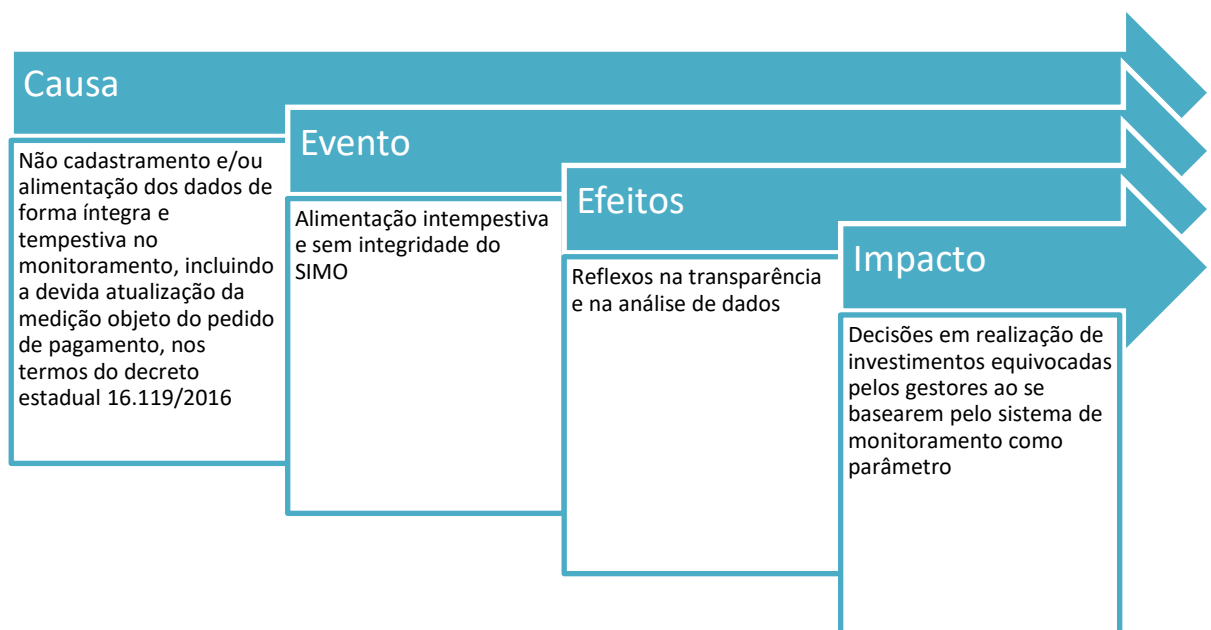 Causa
Não cadastramento e/ou
alimentação dos dados de
forma íntegra e
tempestiva no
monitoramento, incluindo
a devida atualização da
medição objeto do pedido
de pagamento, nos
termos do decreto
estadual 16.119/2016
Evento
Alimentação intempestiva
e sem integridade do
SIMO
Efeitos
Reflexos na transparência
e na análise de dados
Impacto
Decisões em realização de
investimentos equivocadas
pelos gestores ao se
basearem pelo sistema de
monitoramento como
parâmetro